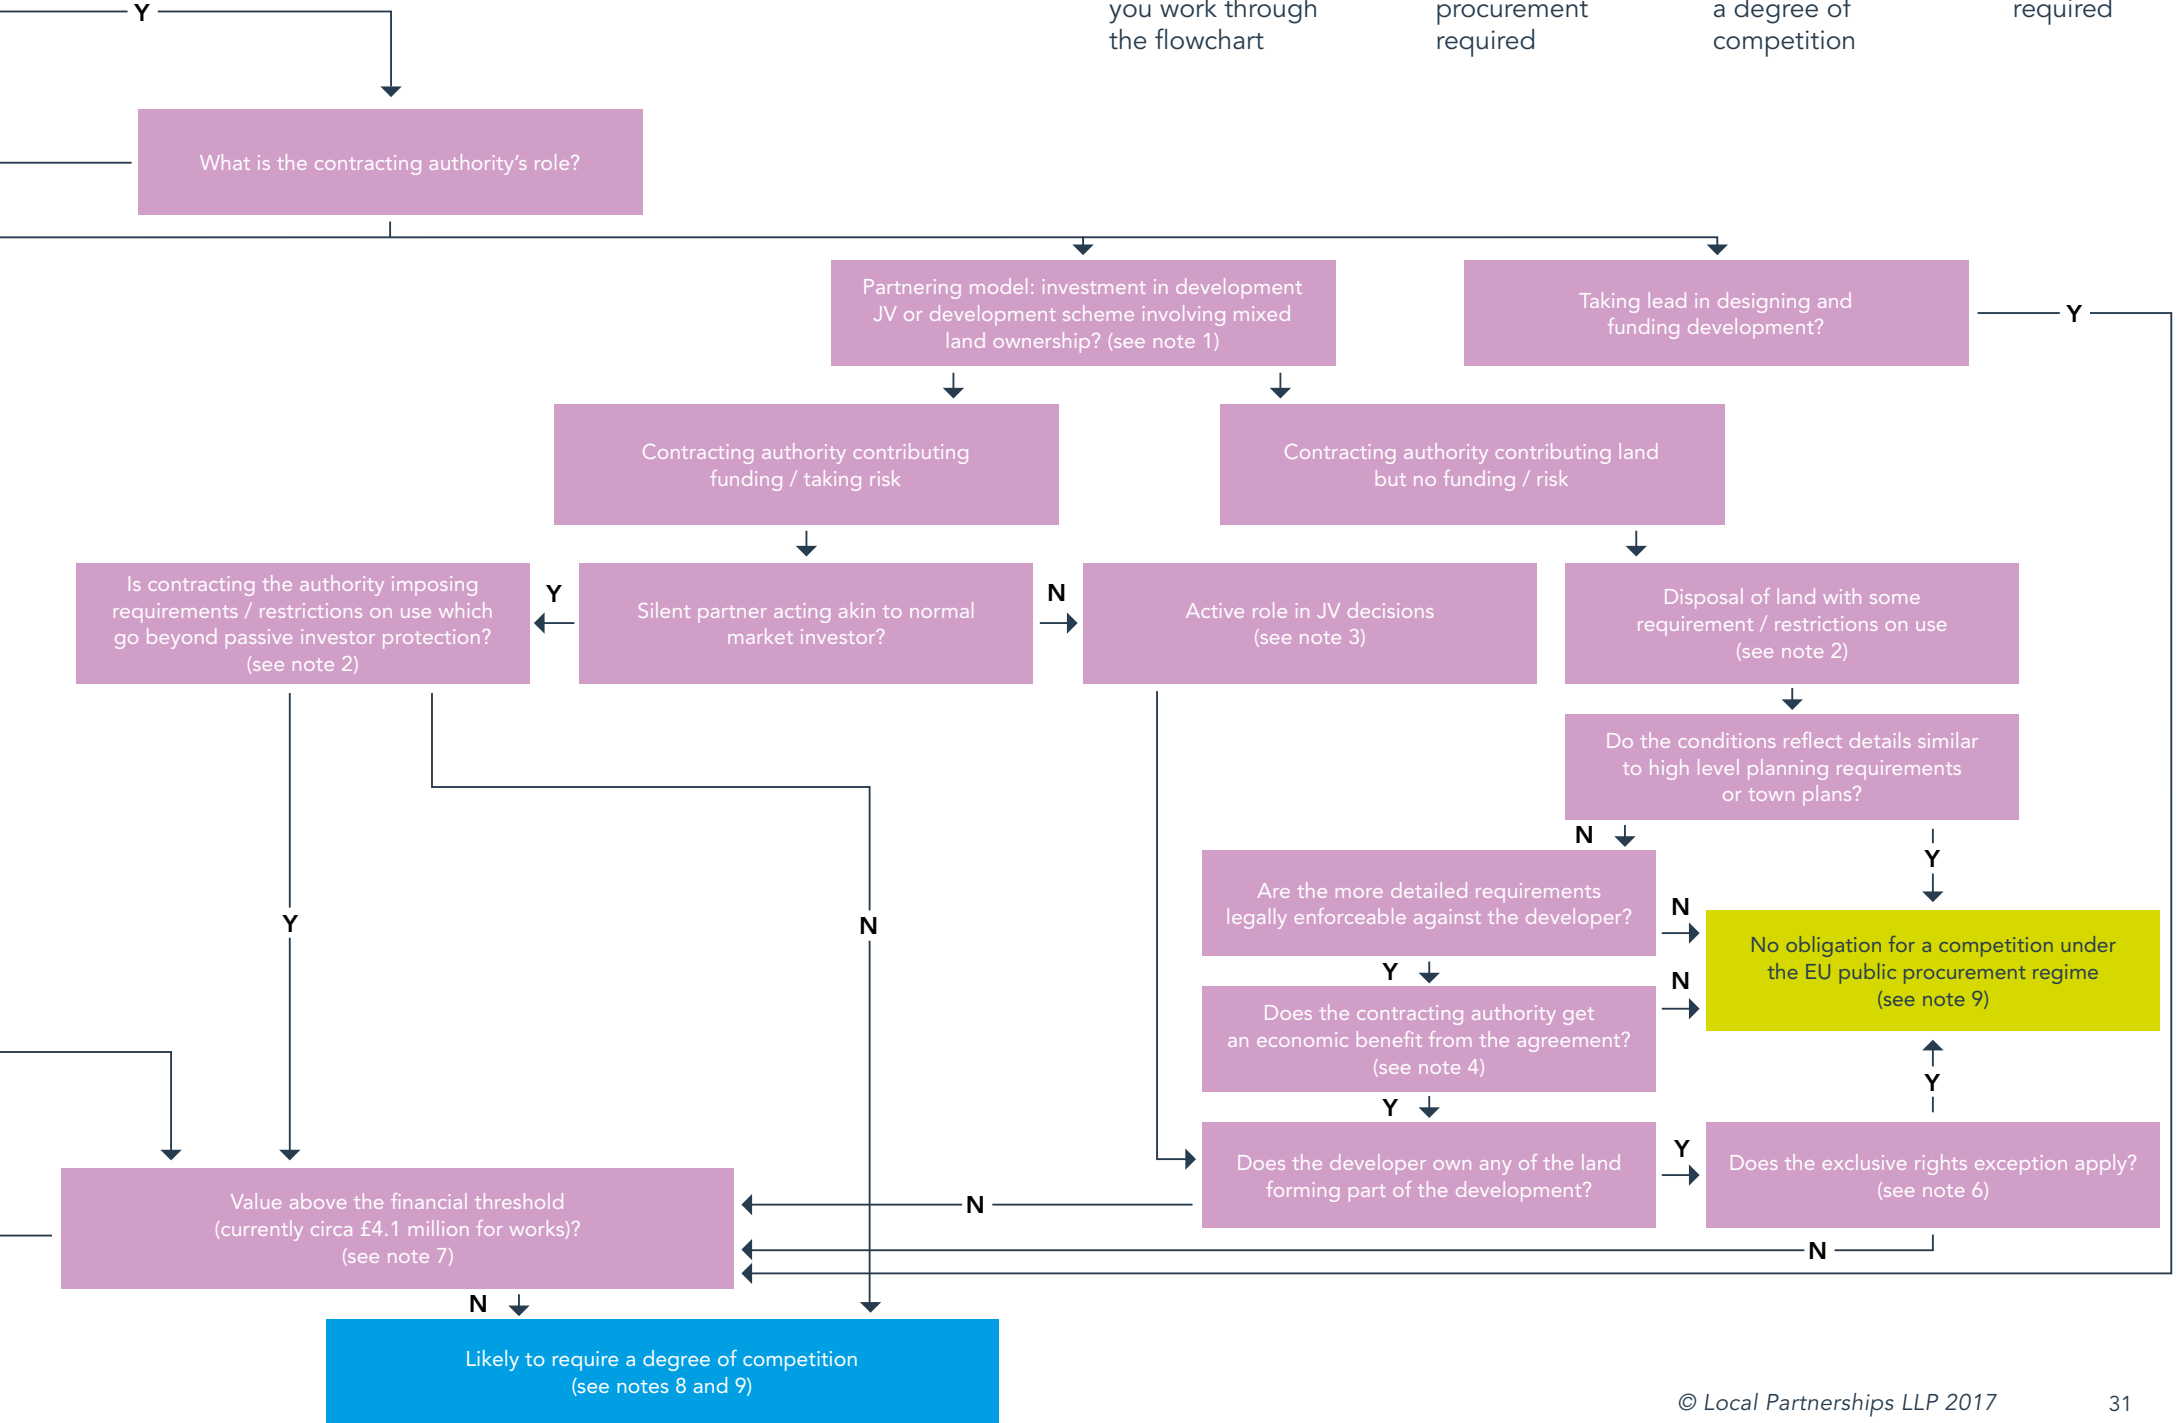 you work through
the flowchart
procurement
required
a degree of
competition
required
Y
What is the contracting authority's role?
Partnering model: investment in development
JV or development scheme involving mixed
land ownership? (see note 1)
Taking lead in designing and
funding development?
Y
Contracting authority contributing
funding / taking risk
Contracting authority contributing land
but no funding / risk
Is contracting the authority imposing
requirements / restrictions on use which
go beyond passive investor protection?
(see note 2)
Y
Silent partner acting akin to normal
market investor?
N
Active role in JV decisions
(see note 3)
Disposal of land with some
requirement / restrictions on use
(see note 2)
Do the conditions reflect details similar
to high level planning requirements
or town plans?
N
Y
Are the more detailed requirements
legally enforceable against the developer?
N
Y
N
No obligation for a competition under
the EU public procurement regime
(see note 9)
Y
Does the contracting authority get
an economic benefit from the agreement?
(see note 4)
N
Y
Y
Does the developer own any of the land
forming part of the development?
Y
Does the exclusive rights exception apply?
(see note 6)
Value above the financial threshold
(currently circa £4.1 million for works)?
(see note 7)
N
N
N
Likely to require a degree of competition
(see notes 8 and 9)
© Local Partnerships LLP 2017
31